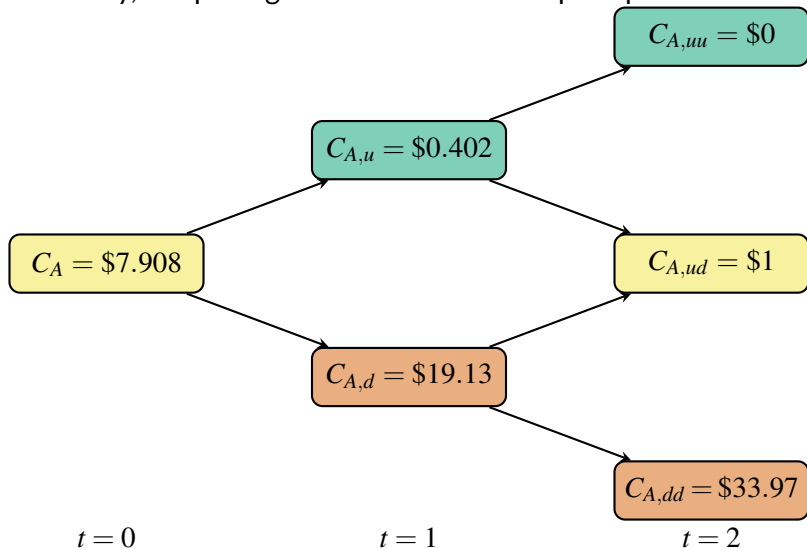 C_{A,uu} = $0
C_{A,u} = $0.402
C_A = $7.908
C_{A,ud} = $1
C_{A,d} = $19.13
C_{A,dd} = $33.97
t = 0
t = 1
t = 2